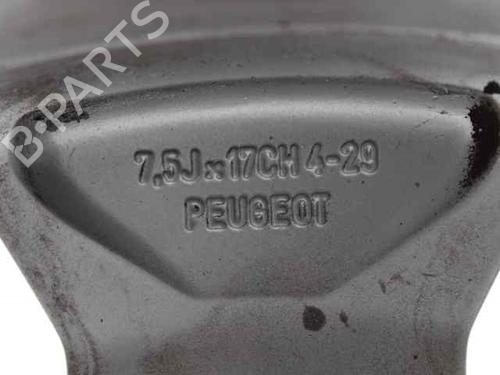 B-PARTS
7,5J x 17CH 4-29
PEUGEOT